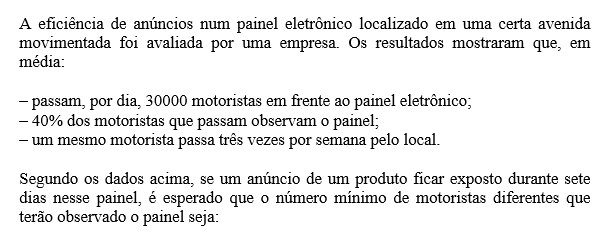 A eficiência de anúncios num painel eletrônico localizado em uma certa avenida
movimentada foi avaliada por uma empresa. Os resultados mostraram que, em
média:
– passam, por dia, 30000 motoristas em frente ao painel eletrônico;
– 40% dos motoristas que passam observam o painel;
– um mesmo motorista passa três vezes por semana pelo local.
Segundo os dados acima, se um anúncio de um produto ficar exposto durante sete
dias nesse painel, é esperado que o número mínimo de motoristas diferentes que
terão observado o painel seja: